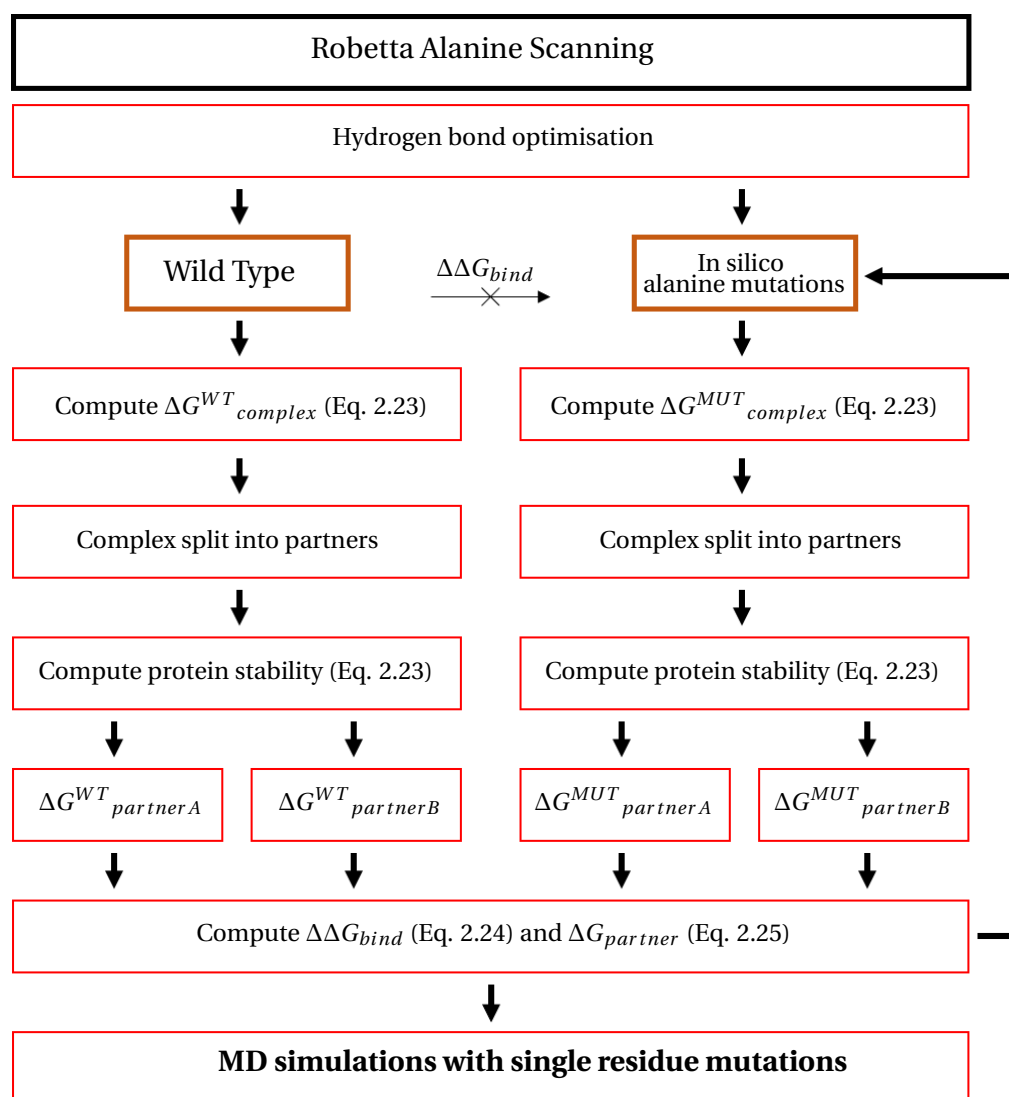 Robetta Alanine Scanning
Hydrogen bond optimisation
Wild Type
ΔΔG_bind
In silico
alanine mutations
Compute ΔG^WT_complex (Eq. 2.23)
Compute ΔG^MUT_complex (Eq. 2.23)
Complex split into partners
Complex split into partners
Compute protein stability (Eq. 2.23)
Compute protein stability (Eq. 2.23)
ΔG^WT_partnerA
ΔG^WT_partnerB
ΔG^MUT_partnerA
ΔG^MUT_partnerB
Compute ΔΔG_bind (Eq. 2.24) and ΔG_partner (Eq. 2.25)
MD simulations with single residue mutations